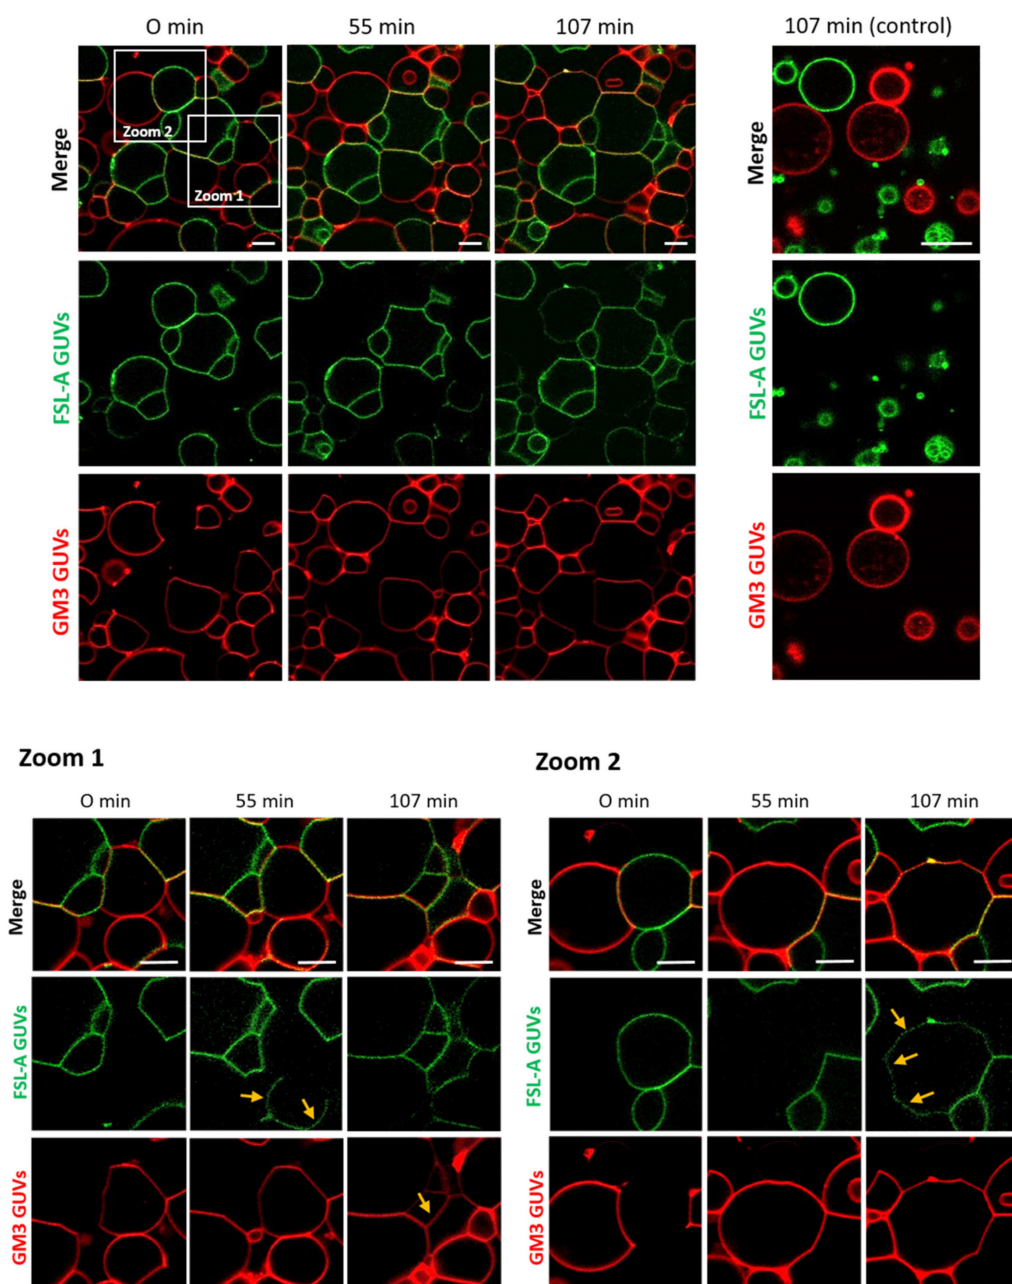 O min 55 min 107 min 107 min (control)
Merge
Zoom 2
Zoom 1
Merge
FSL-A GUVs
FSL-A GUVs
GM3 GUVs
GM3 GUVs
Zoom 1
O min 55 min 107 min
Merge
FSL-A GUVs
GM3 GUVs
Zoom 2
O min 55 min 107 min
Merge
FSL-A GUVs
GM3 GUVs